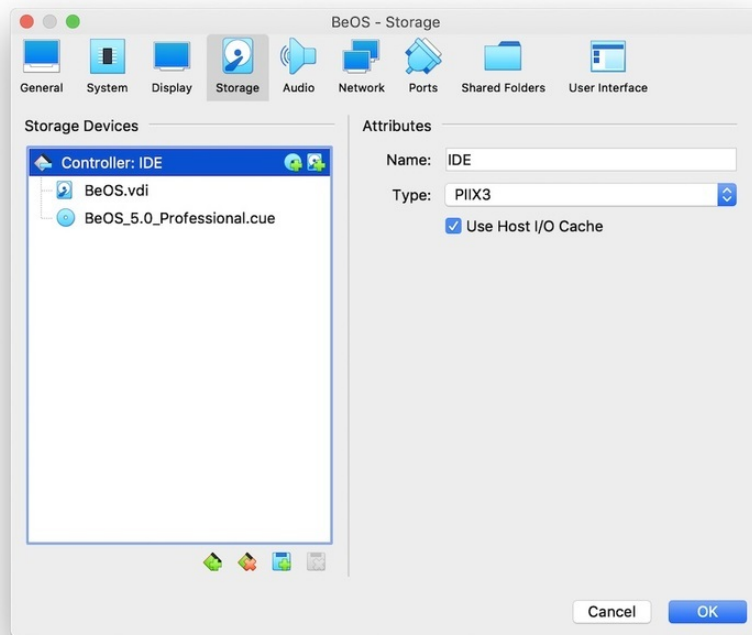 BeOS - Storage
General System Display Storage Audio Network Ports Shared Folders User Interface
Storage Devices
Controller: IDE
BeOS.vdi
BeOS_5.0_Professional.cue
Attributes
Name: IDE
Type: PIIX3
Use Host I/O Cache
Cancel OK